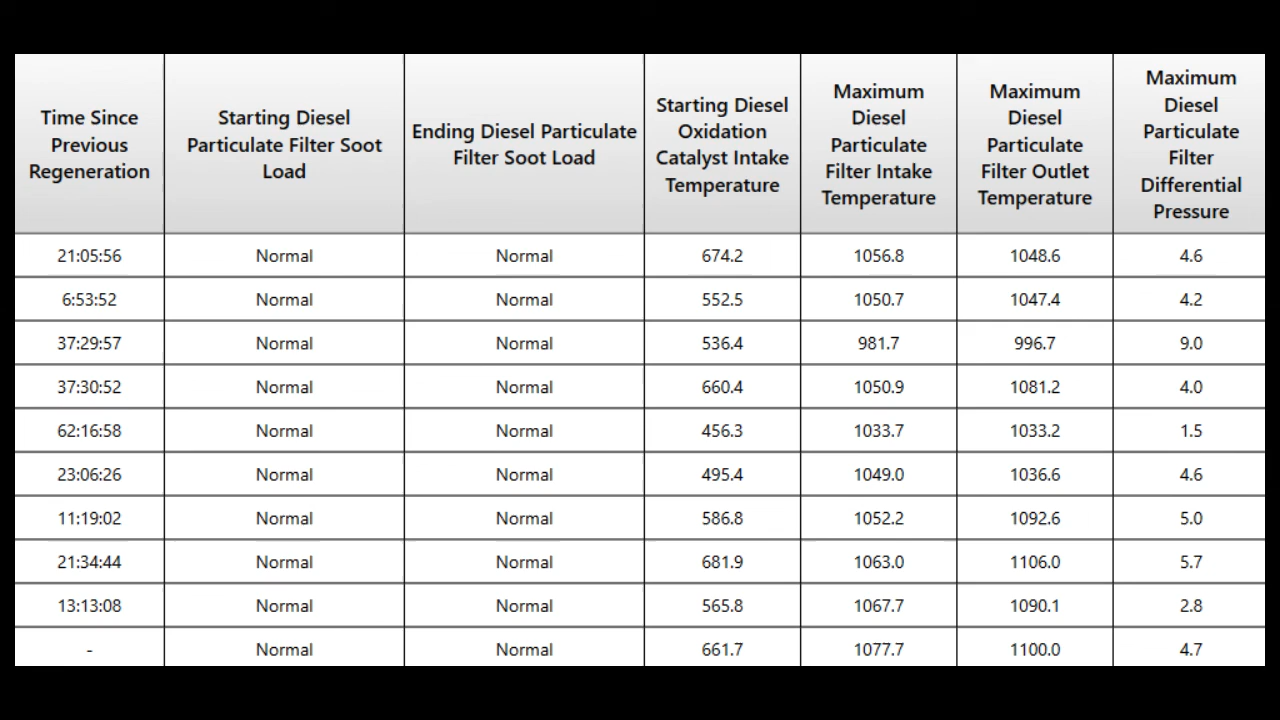 Time Since Previous Regeneration	Starting Diesel Particulate Filter Soot Load	Ending Diesel Particulate Filter Soot Load	Starting Diesel Oxidation Catalyst Intake Temperature	Maximum Diesel Particulate Filter Intake Temperature	Maximum Diesel Particulate Filter Outlet Temperature	Maximum Diesel Particulate Filter Differential Pressure
21:05:56	Normal	Normal	674.2	1056.8	1048.6	4.6
6:53:52	Normal	Normal	552.5	1050.7	1047.4	4.2
37:29:57	Normal	Normal	536.4	981.7	996.7	9.0
37:30:52	Normal	Normal	660.4	1050.9	1081.2	4.0
62:16:58	Normal	Normal	456.3	1033.7	1033.2	1.5
23:06:26	Normal	Normal	495.4	1049.0	1036.6	4.6
11:19:02	Normal	Normal	586.8	1052.2	1092.6	5.0
21:34:44	Normal	Normal	681.9	1063.0	1106.0	5.7
13:13:08	Normal	Normal	565.8	1067.7	1090.1	2.8
-	Normal	Normal	661.7	1077.7	1100.0	4.7